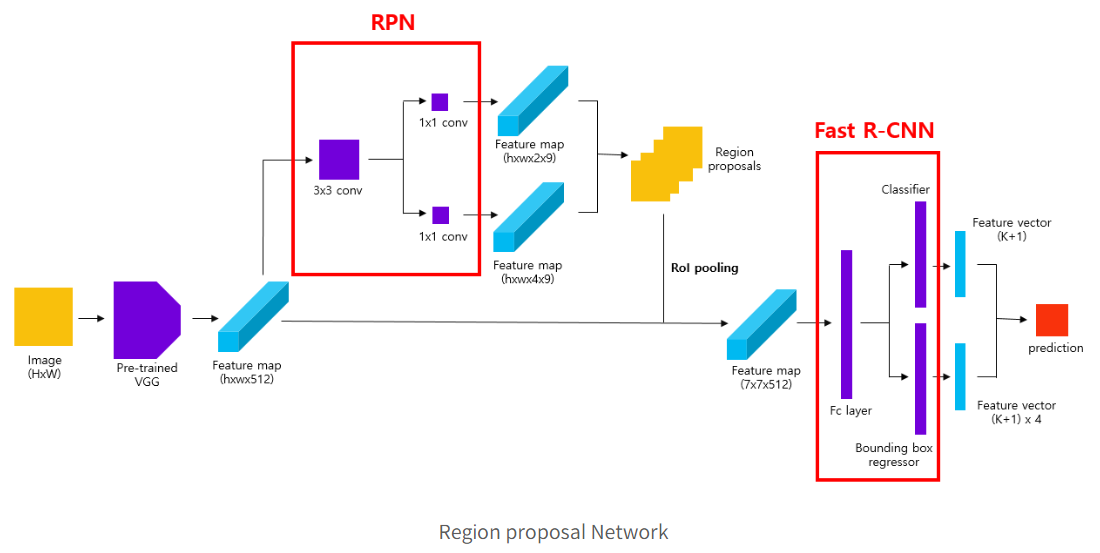 RPN
1x1 conv
3x3 conv
1x1 conv
Feature map
(hxwx2x9)
Feature map
(hxwx4x9)
Region
proposals
RoI pooling
Image
(HxW)
Pre-trained
VGG
Feature map
(hxwx512)
Feature map
(7x7x512)
Fast R-CNN
Classifier
Fc layer
Bounding box
regressor
Feature vector
(K+1)
Feature vector
(K+1) x 4
prediction
Region proposal Network